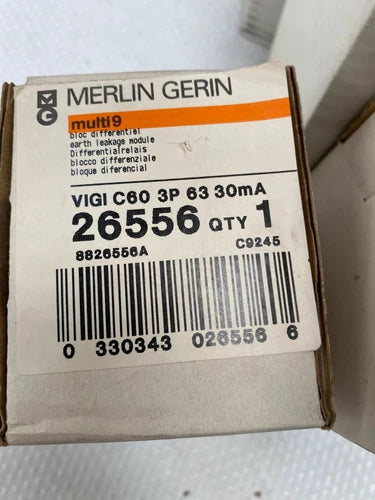 MG MERLIN GERIN
multi9
bloc differentiel
earth leakage module
Differentialrelais
blocco differenziale
bloque diferencial
VIGI C60 3P 63 30mA
26556 QTY 1
8826556A C9245
0 330343 026556 6